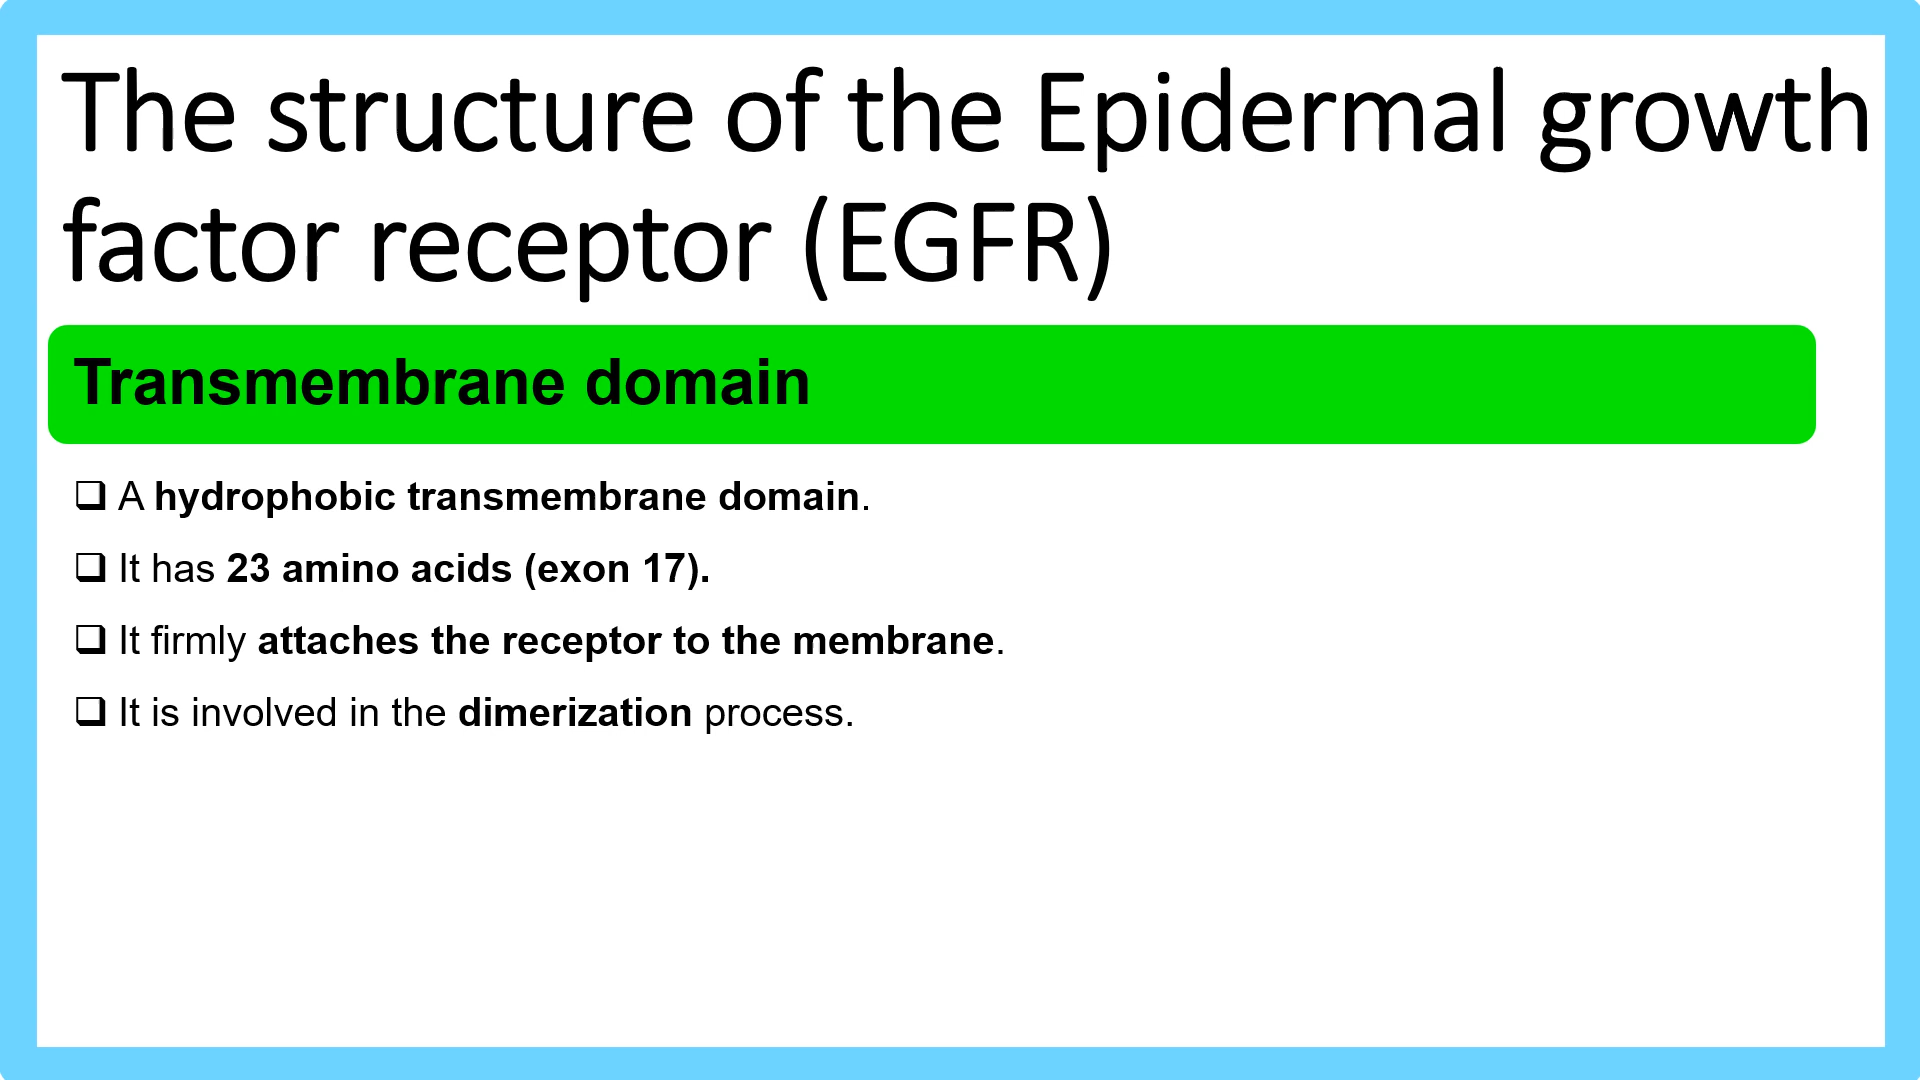 The structure of the Epidermal growth
factor receptor (EGFR)
Transmembrane domain
❑ A hydrophobic transmembrane domain.
❑ It has 23 amino acids (exon 17).
❑ It firmly attaches the receptor to the membrane.
❑ It is involved in the dimerization process.